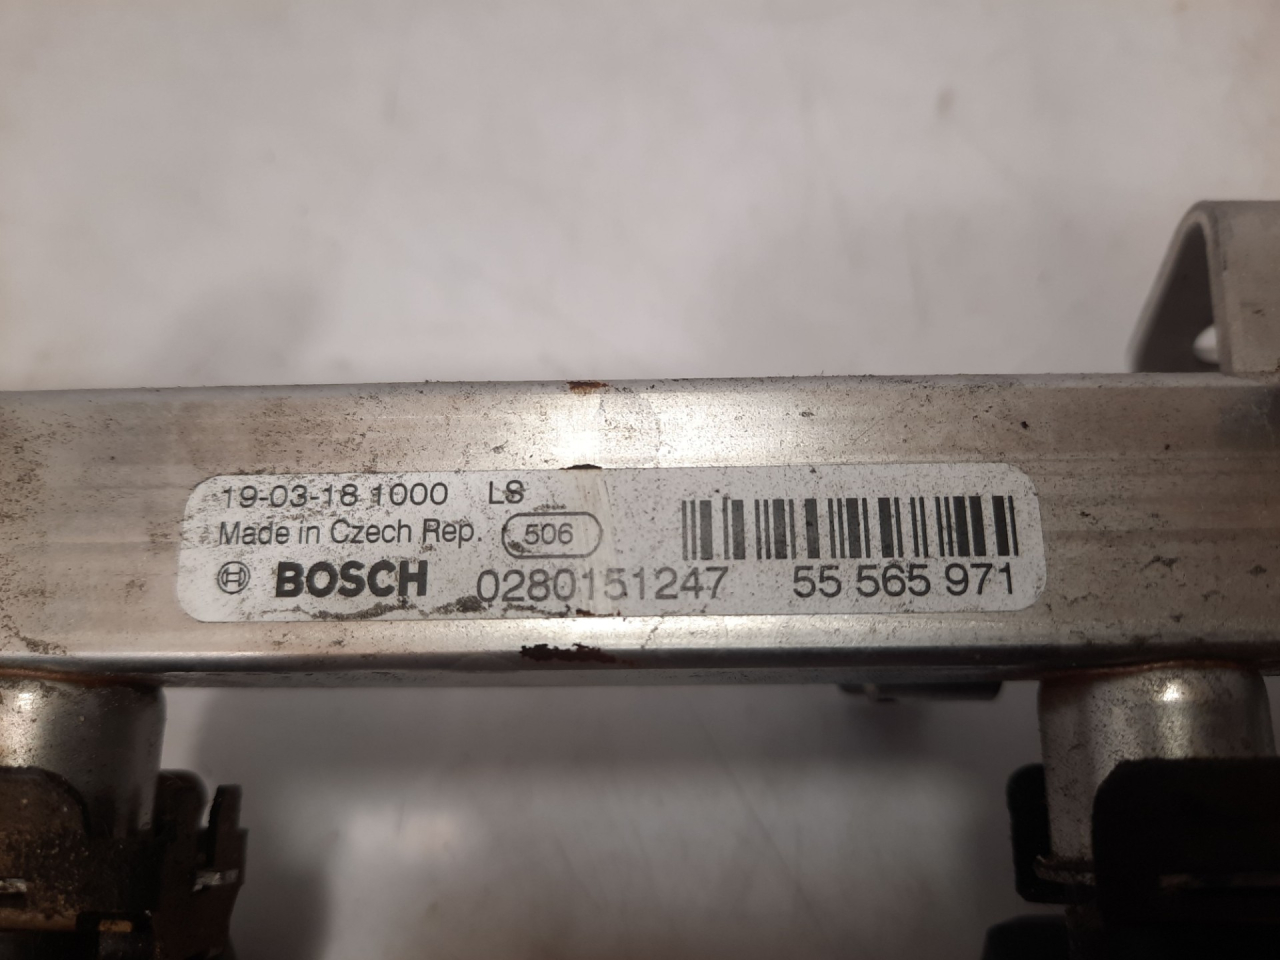 19-03-18 1000 LS
Made in Czech Rep. 506
BOSCH 0280151247 55 565 971